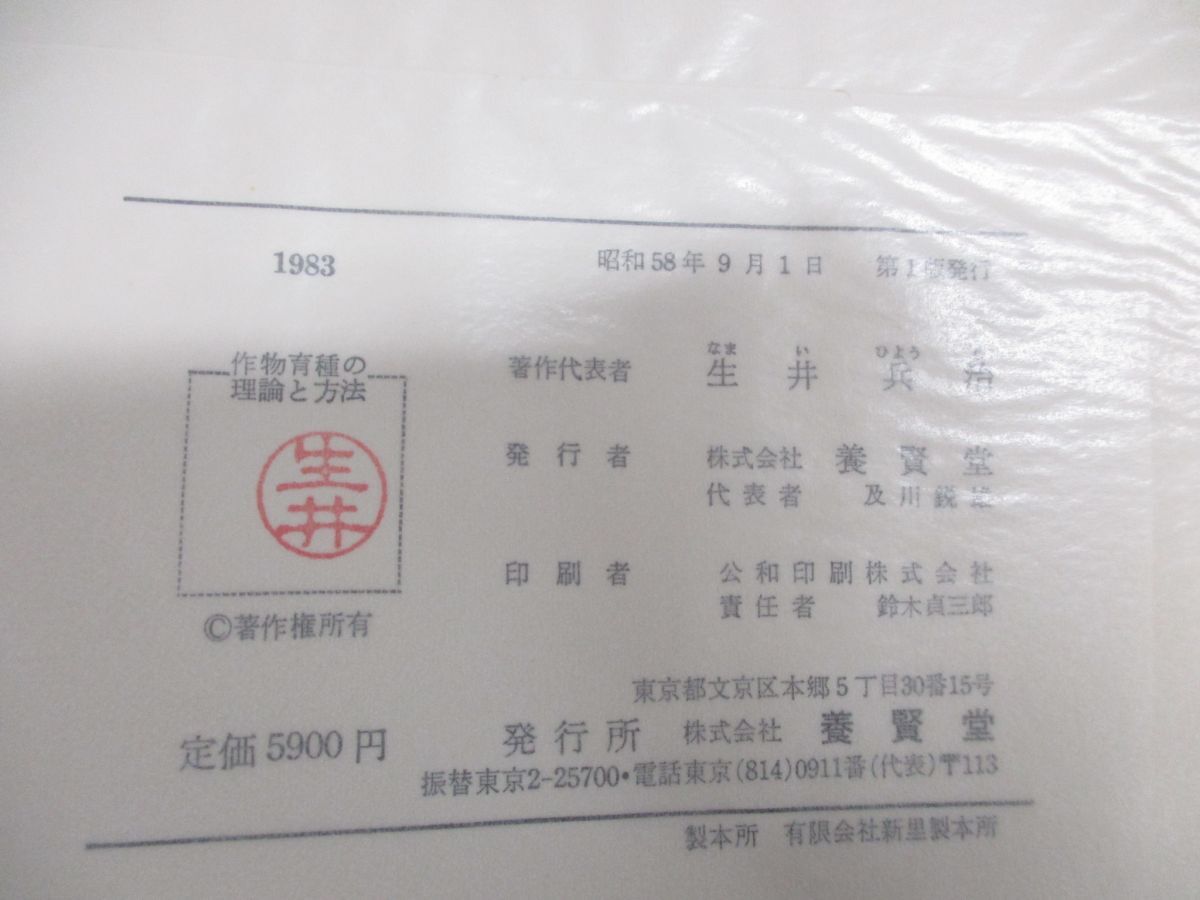 1983
昭和58年 9月1日 第1版発行
作物育種の
理論と方法
生井
©著作権所有
定価 5900 円
なま い ひよう
著作代表者 生井兵治
発行者 株式会社 養賢堂
代表者 及川鋭雄
印刷者 公和印刷株式会社
責任者 鈴木貞三郎
東京都文京区本郷5丁目30番15号
発行所 株式会社 養賢堂
振替東京2-25700・電話東京(814)0911番(代表)〒113
製本所 有限会社新里製本所